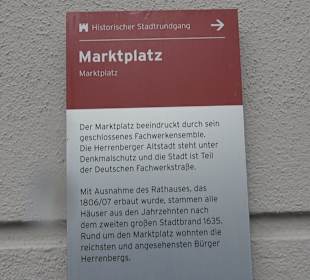 Historischer Stadtrundgang
Marktplatz
Marktplatz
Der Marktplatz beeindruckt durch sein
geschlossenes Fachwerkensemble.
Die Herrenberger Altstadt steht unter
Denkmalschutz und die Stadt ist Teil
der Deutschen Fachwerkstraße.
Mit Ausnahme des Rathauses, das
1806/07 erbaut wurde, stammen alle
Häuser aus den Jahrzehnten nach
dem zweiten großen Stadtbrand 1635.
Rund um den Marktplatz wohnten die
reichsten und angesehensten Bürger
Herrenbergs.